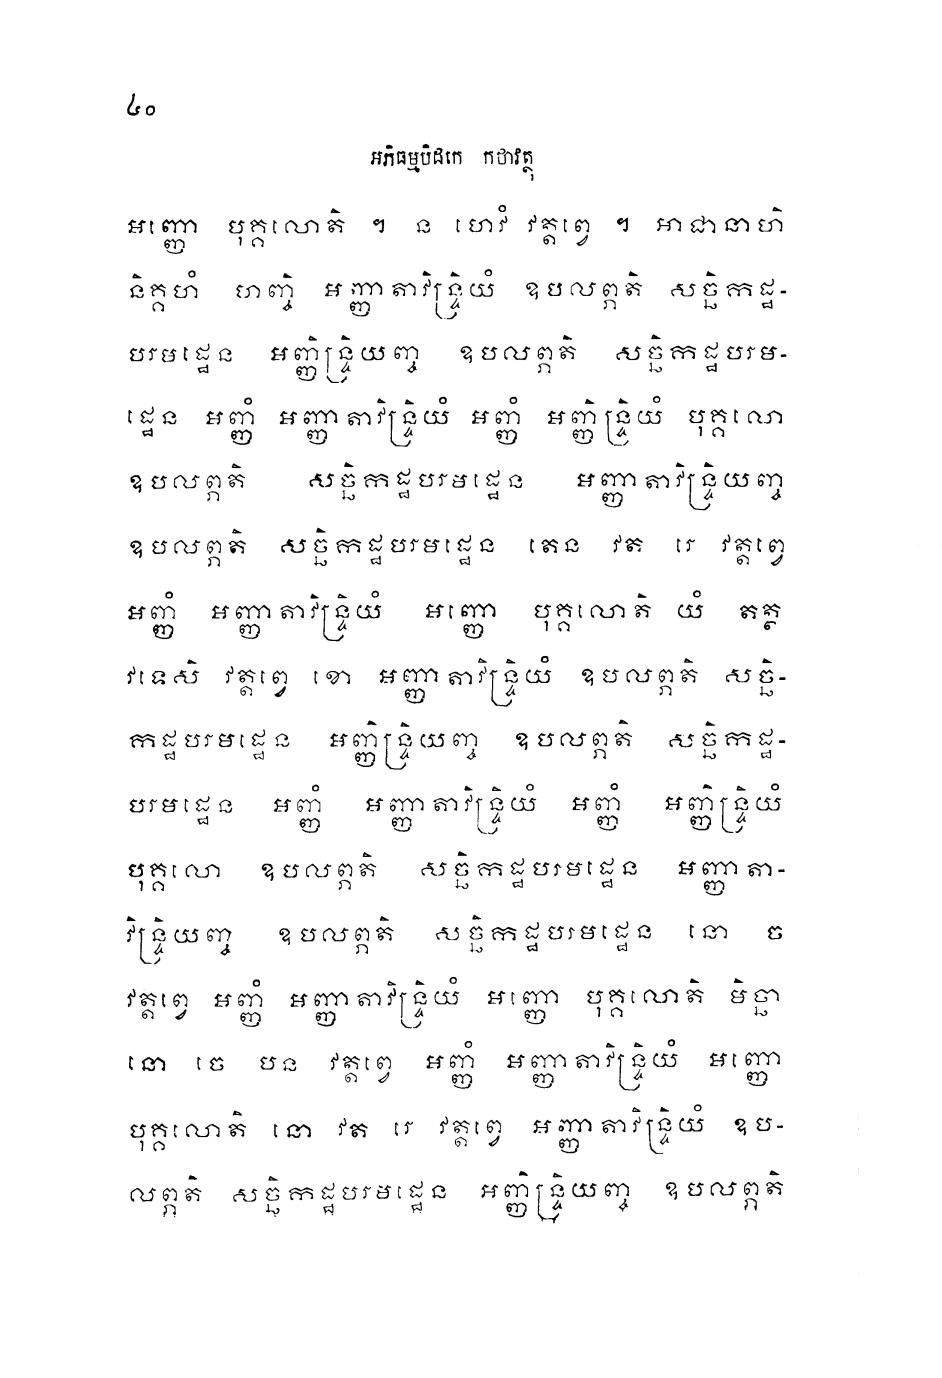 ៤០
អភិធម្មបិដកេ កថាវត្ថុ
អញ្ញោ បុគ្គលោតិ ។ ន ហេវំ វត្តព្វេ ។ អាជានាហិ
និគ្គហំ ហញ្ចិ អញ្ញាតាវិន្ទ្រិយំ ឧបលព្ភតិ សច្ឆិកដ្ឋ-
បរមដ្ឋេន អញ្ញិន្ទ្រិយញ្ច ឧបលព្ភតិ សច្ឆិកដ្ឋបរម-
ដ្ឋេន អញ្ញំ អញ្ញាតាវិន្ទ្រិយំ អញ្ញំ អញ្ញិន្ទ្រិយំ បុគ្គលោ
ឧបលព្ភតិ សច្ឆិកដ្ឋបរមដ្ឋេន អញ្ញាតាវិន្ទ្រិយញ្ច
ឧបលព្ភតិ សច្ឆិកដ្ឋបរមដ្ឋេន តេន វត រេ វត្តព្វេ
អញ្ញំ អញ្ញាតាវិន្ទ្រិយំ អញ្ញោ បុគ្គលោតិ យំ តត្ថ
វទេសិ វត្តព្វេ ខោ អញ្ញាតាវិន្ទ្រិយំ ឧបលព្ភតិ សច្ឆិ-
កដ្ឋបរមដ្ឋេន អញ្ញិន្ទ្រិយញ្ច ឧបលព្ភតិ សច្ឆិកដ្ឋ-
បរមដ្ឋេន អញ្ញំ អញ្ញាតាវិន្ទ្រិយំ អញ្ញំ អញ្ញិន្ទ្រិយំ
បុគ្គលោ ឧបលព្ភតិ សច្ឆិកដ្ឋបរមដ្ឋេន អញ្ញាតា-
វិន្ទ្រិយញ្ច ឧបលព្ភតិ សច្ឆិកដ្ឋបរមដ្ឋេន នោ ច
វត្តព្វេ អញ្ញំ អញ្ញាតាវិន្ទ្រិយំ អញ្ញោ បុគ្គលោតិ មិច្ឆា
នោ ចេ បន វត្តព្វេ អញ្ញំ អញ្ញាតាវិន្ទ្រិយំ អញ្ញោ
បុគ្គលោតិ នោ វត រេ វត្តព្វេ អញ្ញាតាវិន្ទ្រិយំ ឧប-
លព្ភតិ សច្ឆិកដ្ឋបរមដ្ឋេន អញ្ញិន្ទ្រិយញ្ច ឧបលព្ភតិ